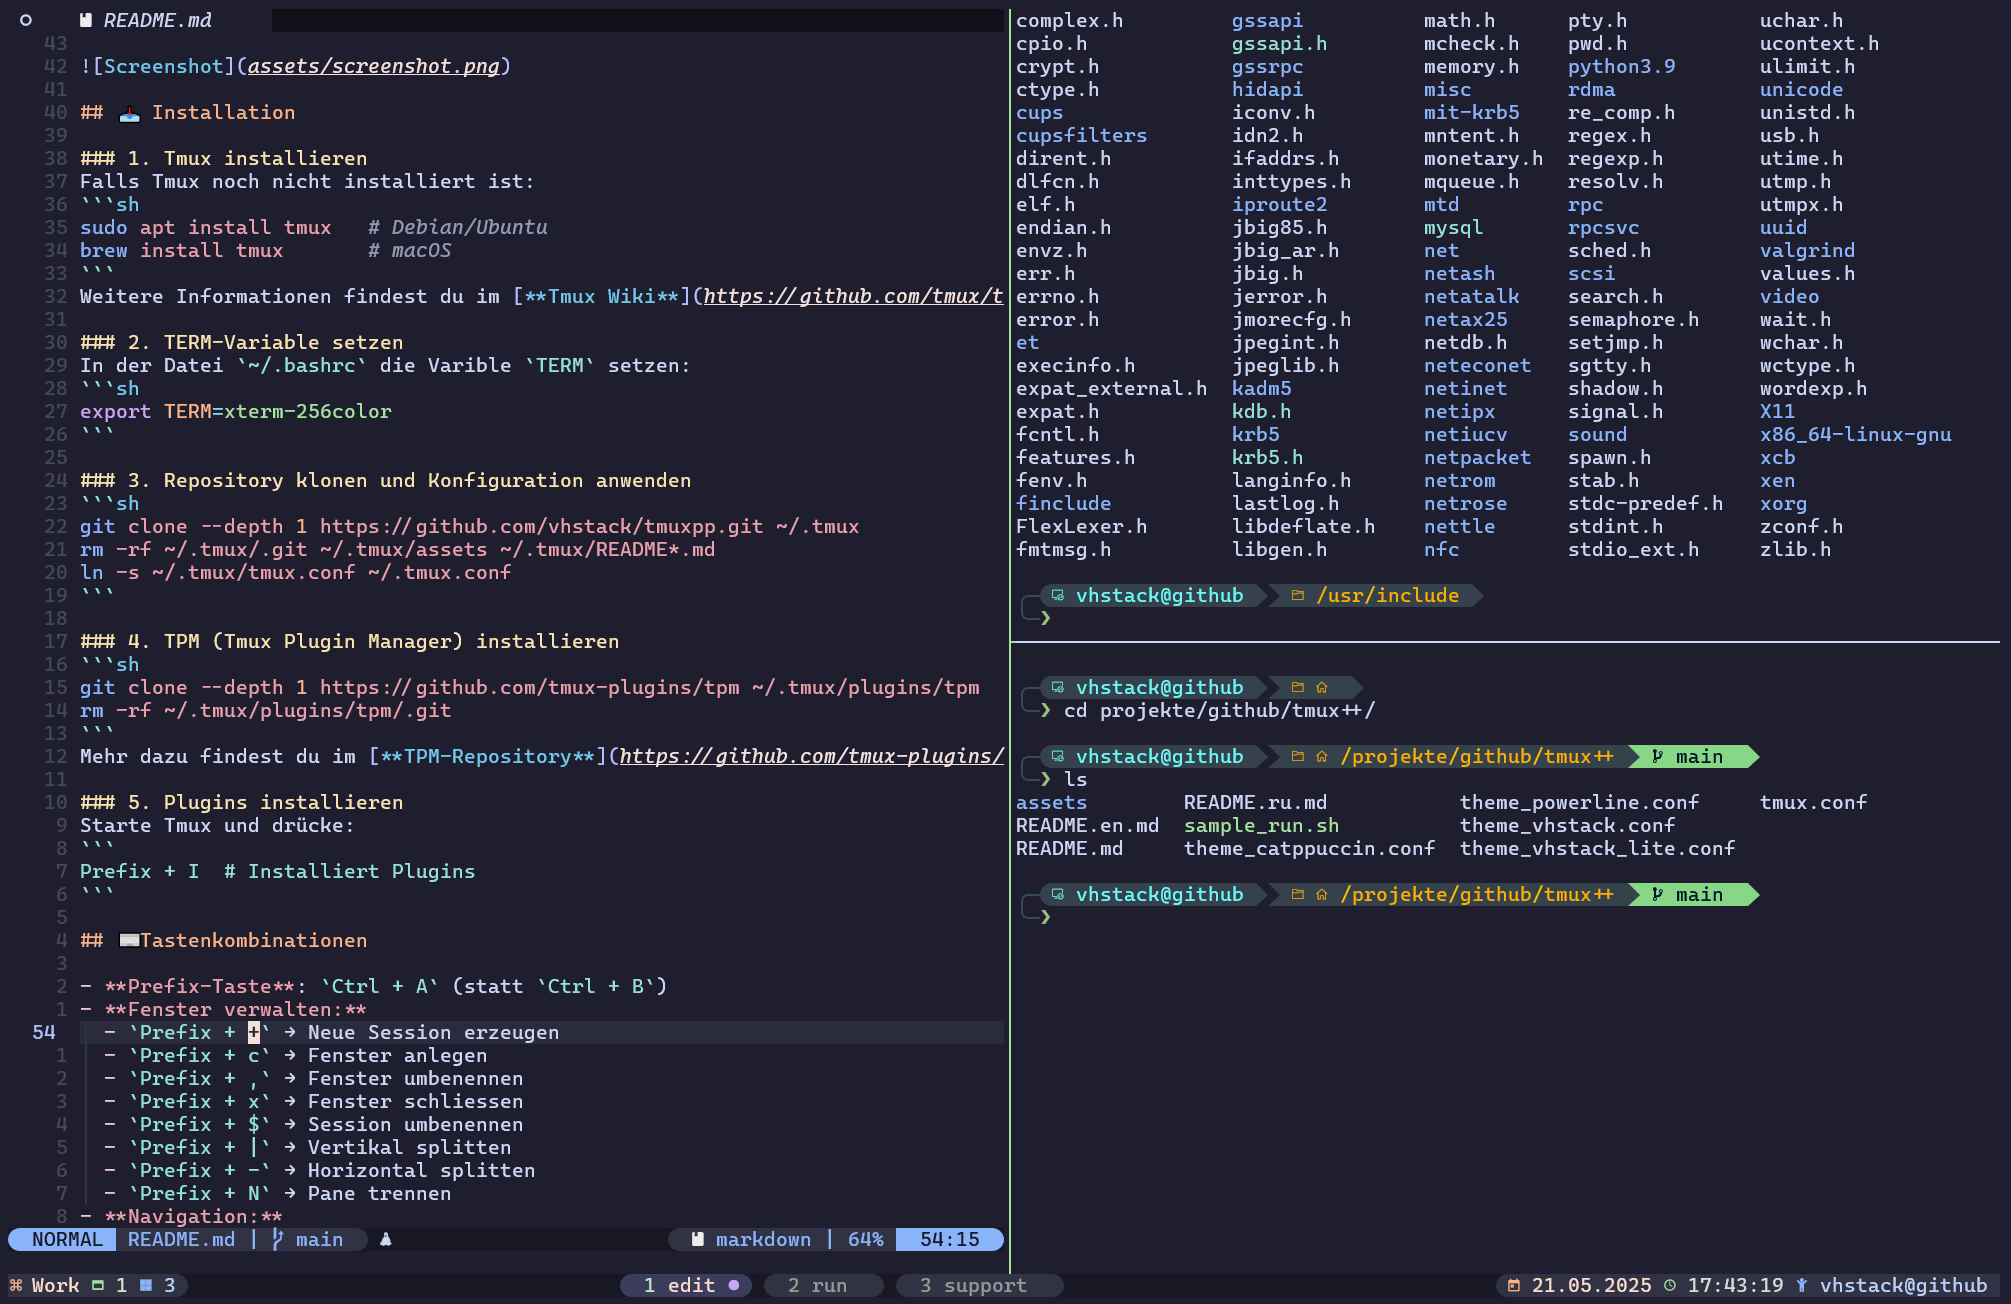 README.md
43
42 ![Screenshot](assets/screenshot.png)
41
40 ## 📥 Installation
39
38 ### 1. Tmux installieren
37 Falls Tmux noch nicht installiert ist:
36 ```sh
35 sudo apt install tmux   # Debian/Ubuntu
34 brew install tmux       # macOS
33 ```
32 Weitere Informationen findest du im [**Tmux Wiki**](https://github.com/tmux/t
31
30 ### 2. TERM-Variable setzen
29 In der Datei `~/.bashrc` die Varible `TERM` setzen:
28 ```sh
27 export TERM=xterm-256color
26 ```
25
24 ### 3. Repository klonen und Konfiguration anwenden
23 ```sh
22 git clone --depth 1 https://github.com/vhstack/tmuxpp.git ~/.tmux
21 rm -rf ~/.tmux/.git ~/.tmux/assets ~/.tmux/README*.md
20 ln -s ~/.tmux/tmux.conf ~/.tmux.conf
19 ```
18
17 ### 4. TPM (Tmux Plugin Manager) installieren
16 ```sh
15 git clone --depth 1 https://github.com/tmux-plugins/tpm ~/.tmux/plugins/tpm
14 rm -rf ~/.tmux/plugins/tpm/.git
13 ```
12 Mehr dazu findest du im [**TPM-Repository**](https://github.com/tmux-plugins/
11
10 ### 5. Plugins installieren
9 Starte Tmux und drücke:
8 ```
7 Prefix + I  # Installiert Plugins
6 ```
5
4 ## ⌨️Tastenkombinationen
3
2 - **Prefix-Taste**: `Ctrl + A` (statt `Ctrl + B`)
1 - **Fenster verwalten:**
54   - `Prefix + +` → Neue Session erzeugen
1   - `Prefix + c` → Fenster anlegen
2   - `Prefix + ,` → Fenster umbenennen
3   - `Prefix + x` → Fenster schliessen
4   - `Prefix + $` → Session umbenennen
5   - `Prefix + |` → Vertikal splitten
6   - `Prefix + -` → Horizontal splitten
7   - `Prefix + N` → Pane trennen
8 - **Navigation:**
NORMAL README.md | main markdown | 64% 54:15
complex.h gssapi math.h pty.h uchar.h
cpio.h gssapi.h mcheck.h pwd.h ucontext.h
crypt.h gssrpc memory.h python3.9 ulimit.h
ctype.h hidapi misc rdma unicode
cups iconv.h mit-krb5 re_comp.h unistd.h
cupsfilters idn2.h mntent.h regex.h usb.h
dirent.h ifaddrs.h monetary.h regexp.h utime.h
dlfcn.h inttypes.h mqueue.h resolv.h utmp.h
elf.h iproute2 mtd rpc utmpx.h
endian.h jbig85.h mysql rpcsvc uuid
envz.h jbig_ar.h net sched.h valgrind
err.h jbig.h netash scsi values.h
errno.h jerror.h netatalk search.h video
error.h jmorecfg.h netax25 semaphore.h wait.h
et jpegint.h netdb.h setjmp.h wchar.h
execinfo.h jpeglib.h neteconet sgtty.h wctype.h
expat_external.h kadm5 netinet shadow.h wordexp.h
expat.h kdb.h netipx signal.h X11
fcntl.h krb5 netiucv sound x86_64-linux-gnu
features.h krb5.h netpacket spawn.h xcb
fenv.h langinfo.h netrom stab.h xen
finclude lastlog.h netrose stdc-predef.h xorg
FlexLexer.h libdeflate.h nettle stdint.h zconf.h
fmtmsg.h libgen.h nfc stdio_ext.h zlib.h
vhstack@github /usr/include
❯
vhstack@github
❯ cd projekte/github/tmux++/
vhstack@github /projekte/github/tmux++ main
❯ ls
assets README.ru.md theme_powerline.conf tmux.conf
README.en.md sample_run.sh theme_vhstack.conf
README.md theme_catppuccin.conf theme_vhstack_lite.conf
vhstack@github /projekte/github/tmux++ main
❯
⌘ Work 1 3 1 edit 2 run 3 support 21.05.2025 17:43:19 vhstack@github